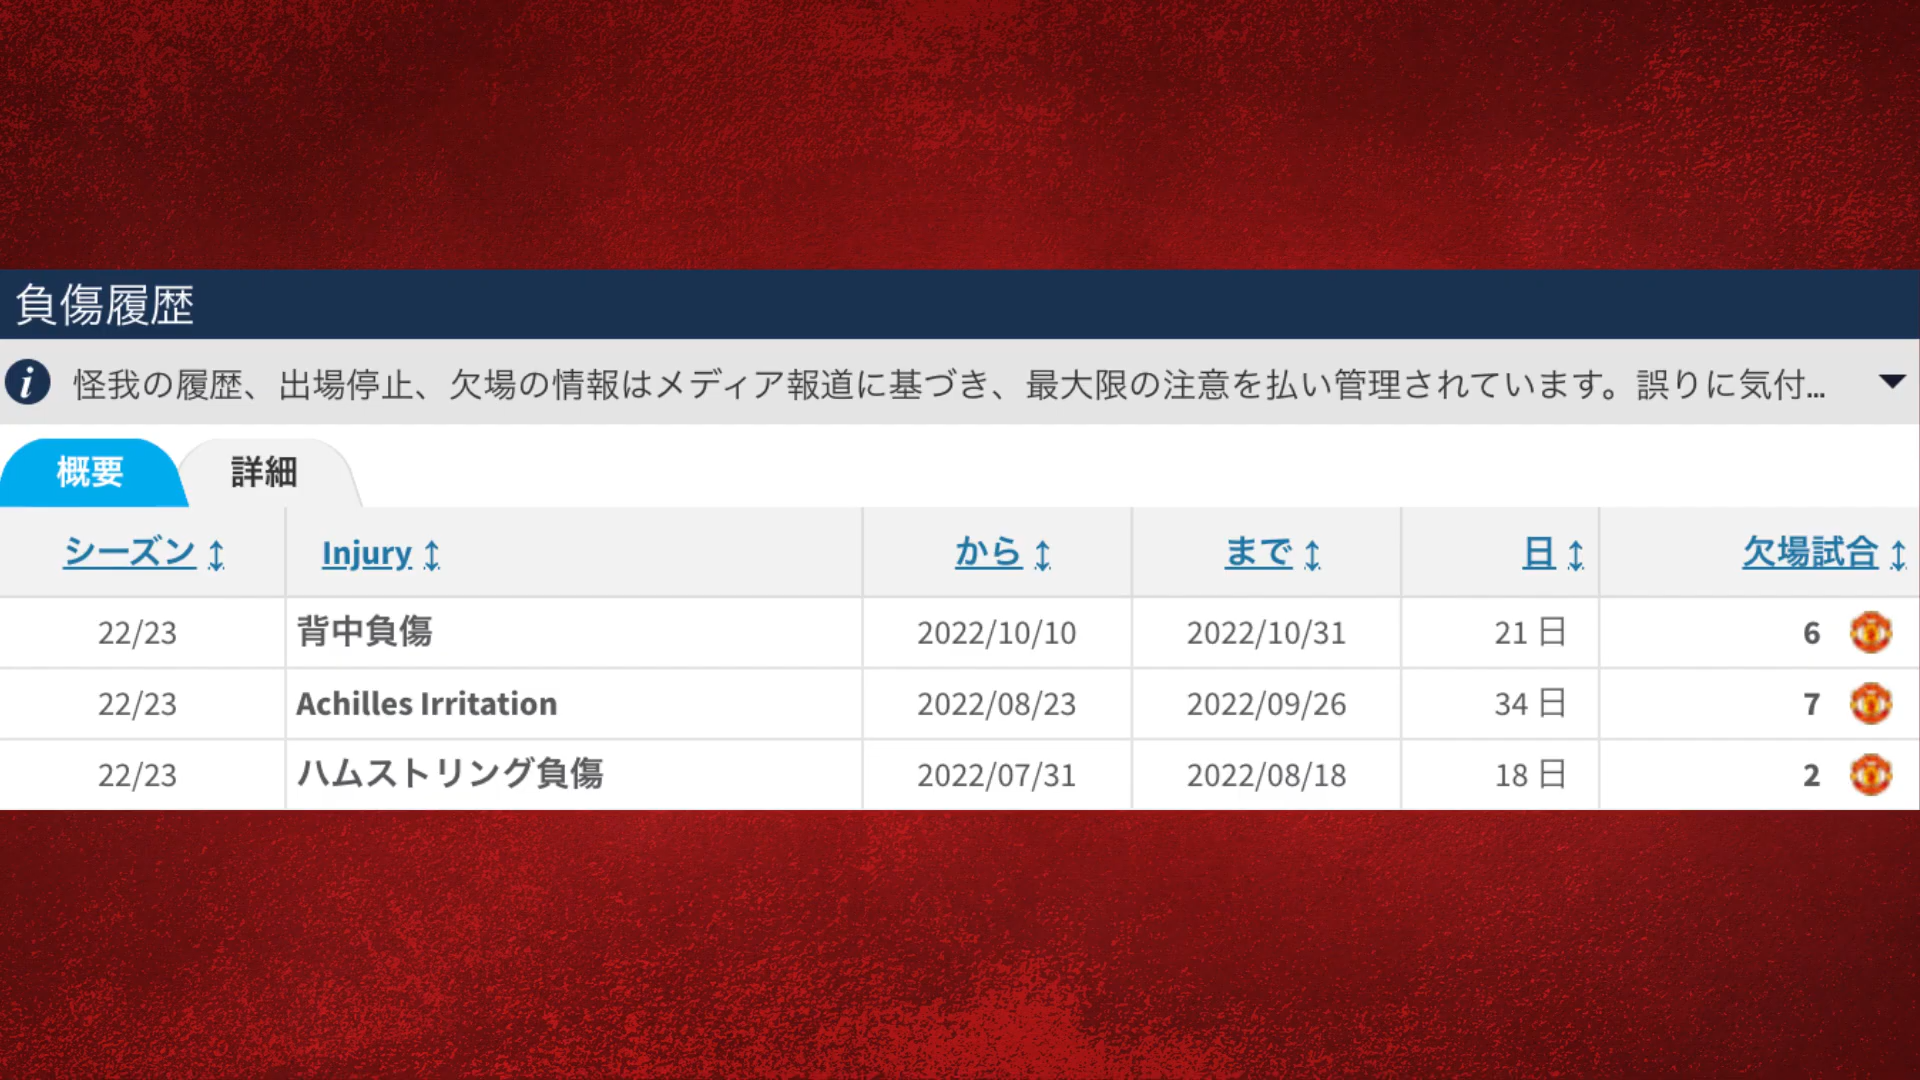 負傷履歴
i 怪我の履歴、出場停止、欠場の情報はメディア報道に基づき、最大限の注意を払い管理されています。誤りに気付...
概要 詳細
シーズン Injury から まで 日 欠場試合
22/23 背中負傷 2022/10/10 2022/10/31 21 日 6
22/23 Achilles Irritation 2022/08/23 2022/09/26 34 日 7
22/23 ハムストリング負傷 2022/07/31 2022/08/18 18 日 2